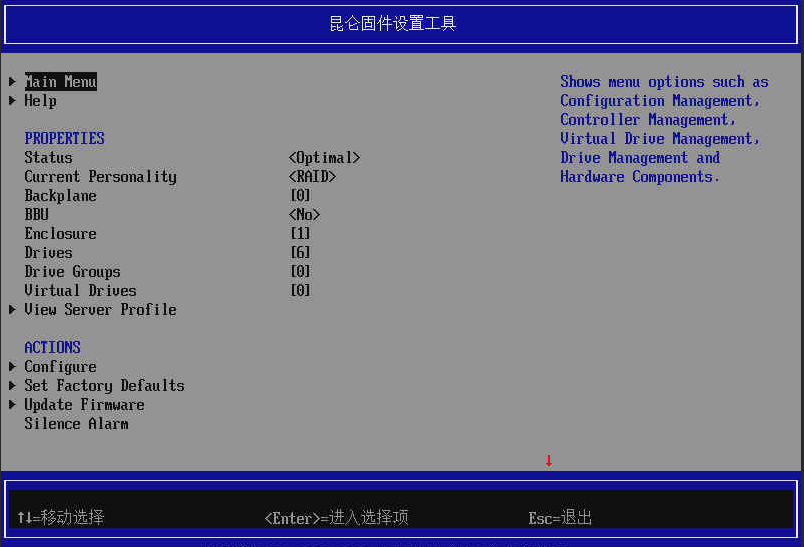 昆仑固件设置工具
Main Menu
Help
Shows menu options such as
Configuration Management,
Controller Management,
Virtual Drive Management,
Drive Management and
Hardware Components.
PROPERTIES
Status <Optimal>
Current Personality <RAID>
Backplane [0]
BBU <No>
Enclosure [1]
Drives [6]
Drive Groups [0]
Virtual Drives [0]
View Server Profile
ACTIONS
Configure
Set Factory Defaults
Update Firmware
Silence Alarm
↑↓=移动选择 <Enter>=进入选择项 Esc=退出